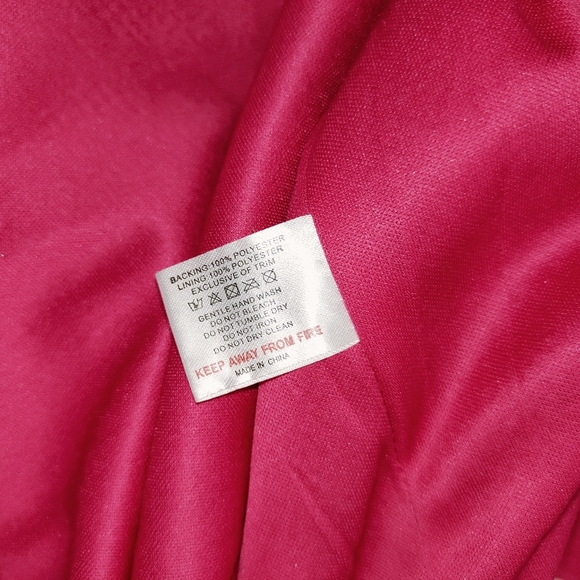 BACKING:100% POLYESTER
LINING:100% POLYESTER
EXCLUSIVE OF TRIM
GENTLE HAND WASH
DO NOT BLEACH
DO NOT TUMBLE DRY
DO NOT IRON
DO NOT DRY CLEAN
KEEP AWAY FROM FIRE
MADE IN CHINA